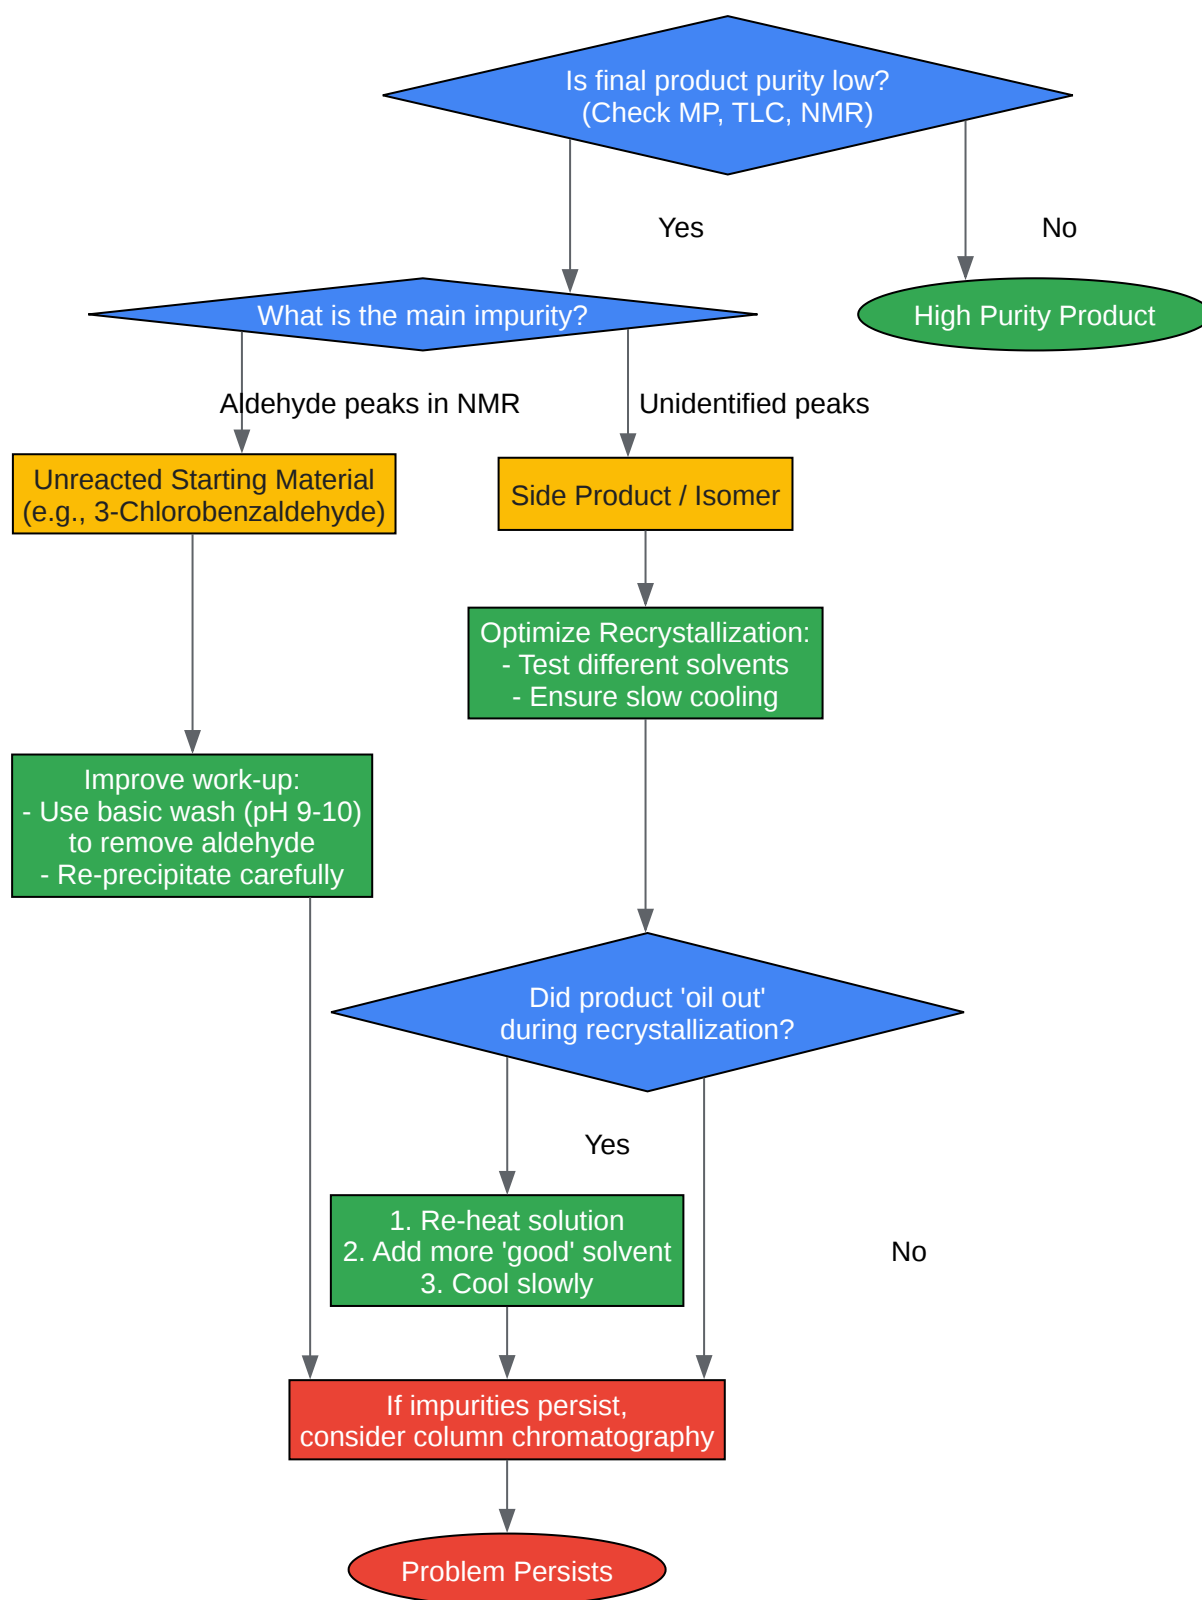 Is final product purity low?
(Check MP, TLC, NMR)
Yes
No
What is the main impurity?
High Purity Product
Aldehyde peaks in NMR
Unidentified peaks
Unreacted Starting Material
(e.g., 3-Chlorobenzaldehyde)
Side Product / Isomer
Optimize Recrystallization:
- Test different solvents
- Ensure slow cooling
Improve work-up:
- Use basic wash (pH 9-10)
to remove aldehyde
- Re-precipitate carefully
Did product 'oil out'
during recrystallization?
Yes
No
1. Re-heat solution
2. Add more 'good' solvent
3. Cool slowly
If impurities persist,
consider column chromatography
Problem Persists